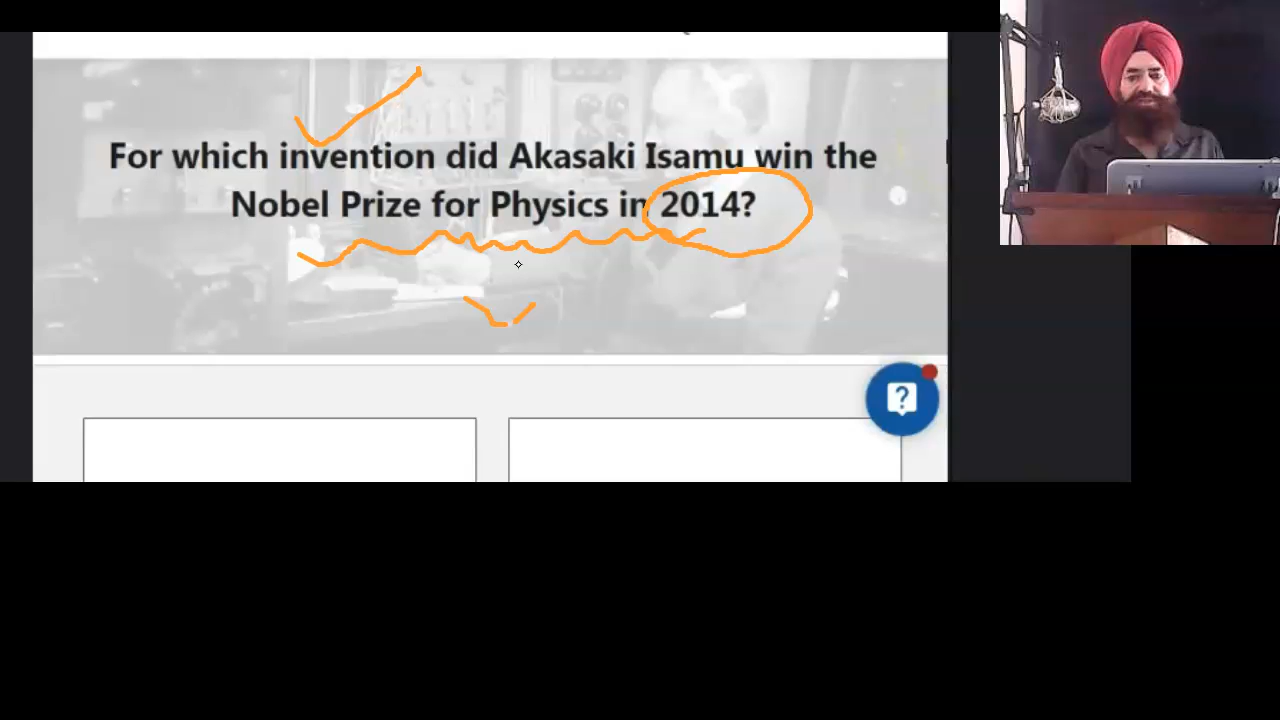 For which invention did Akasaki Isamu win the
Nobel Prize for Physics in 2014?
?